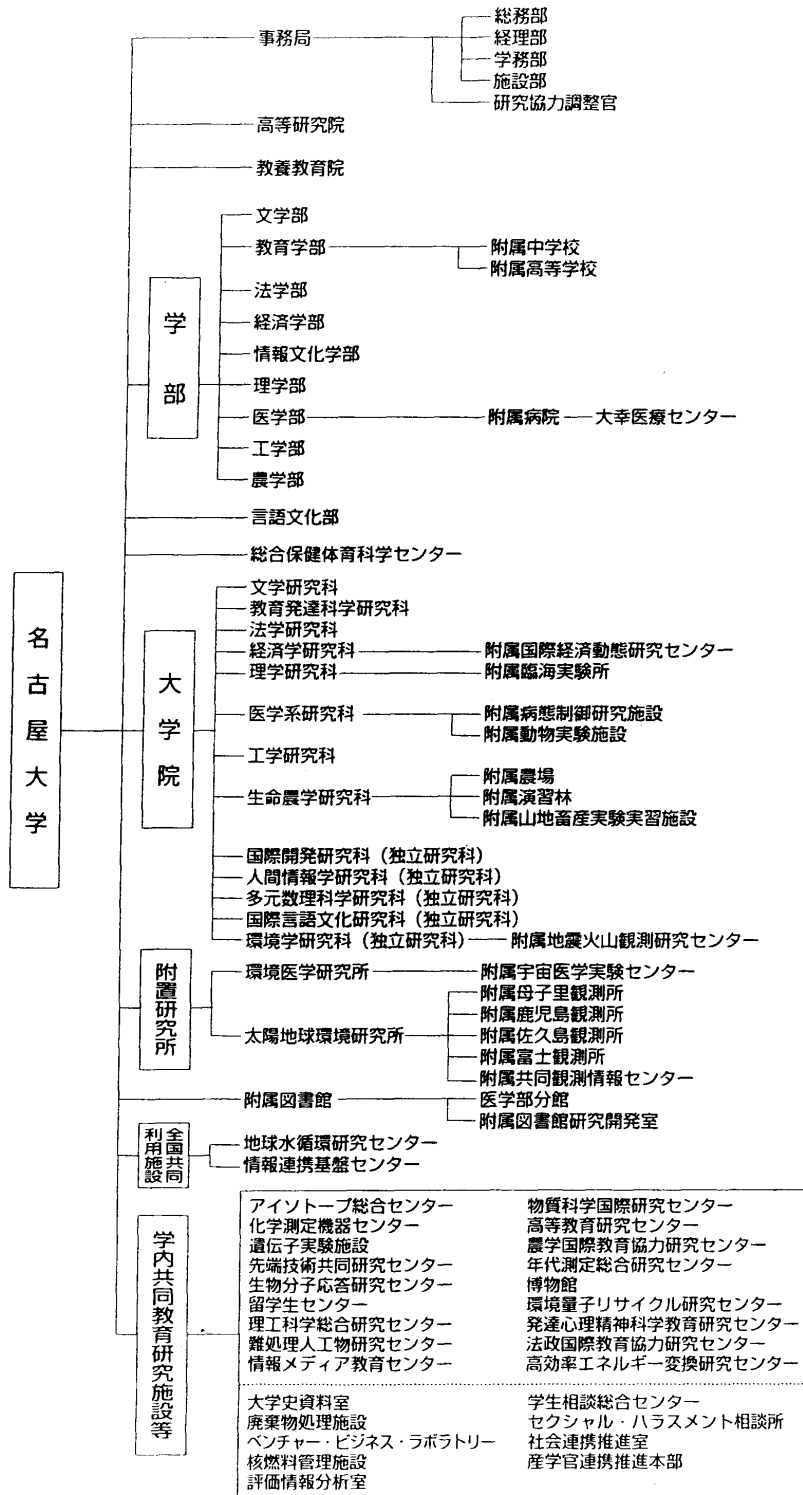 総務部
事務局
経理部
学務部
施設部
研究協力調整官
高等研究院
教養教育院
学部
文学部
教育学部
附属中学校
附属高等学校
法学部
経済学部
情報文化学部
理学部
医学部
附属病院
大幸医療センター
工学部
農学部
言語文化部
総合保健体育科学センター
名古屋大学
大学院
文学研究科
教育発達科学研究科
法学研究科
経済学研究科
附属国際経済動態研究センター
理学研究科
附属臨海実験所
医学系研究科
附属病態制御研究施設
附属動物実験施設
工学研究科
生命農学研究科
附属農場
附属演習林
附属山地畜産実験実習施設
国際開発研究科（独立研究科）
人間情報学研究科（独立研究科）
多元数理科学研究科（独立研究科）
国際言語文化研究科（独立研究科）
環境学研究科（独立研究科）
附属地震火山観測研究センター
附置研究所
環境医学研究所
附属宇宙医学実験センター
太陽地球環境研究所
附属母子里観測所
附属鹿児島観測所
附属佐久島観測所
附属富士観測所
附属共同観測情報センター
附属図書館
医学部分館
附属図書館研究開発室
全国共同
利用施設
地球水循環研究センター
情報連携基盤センター
学内共同教育研究施設等
アイソトープ総合センター
化学測定機器センター
遺伝子実験施設
先端技術共同研究センター
生物分子応答研究センター
留学生センター
理工科学総合研究センター
難処理人工物研究センター
情報メディア教育センター
物質科学国際研究センター
高等教育研究センター
農学国際教育協力研究センター
年代測定総合研究センター
博物館
環境量子リサイクル研究センター
発達心理精神科学教育研究センター
法政国際教育協力研究センター
高効率エネルギー変換研究センター
大学史資料室
廃棄物処理施設
ベンチャー・ビジネス・ラボラトリー
核燃料管理施設
評価情報分析室
学生相談総合センター
セクシャル・ハラスメント相談所
社会連携推進室
産学官連携推進本部